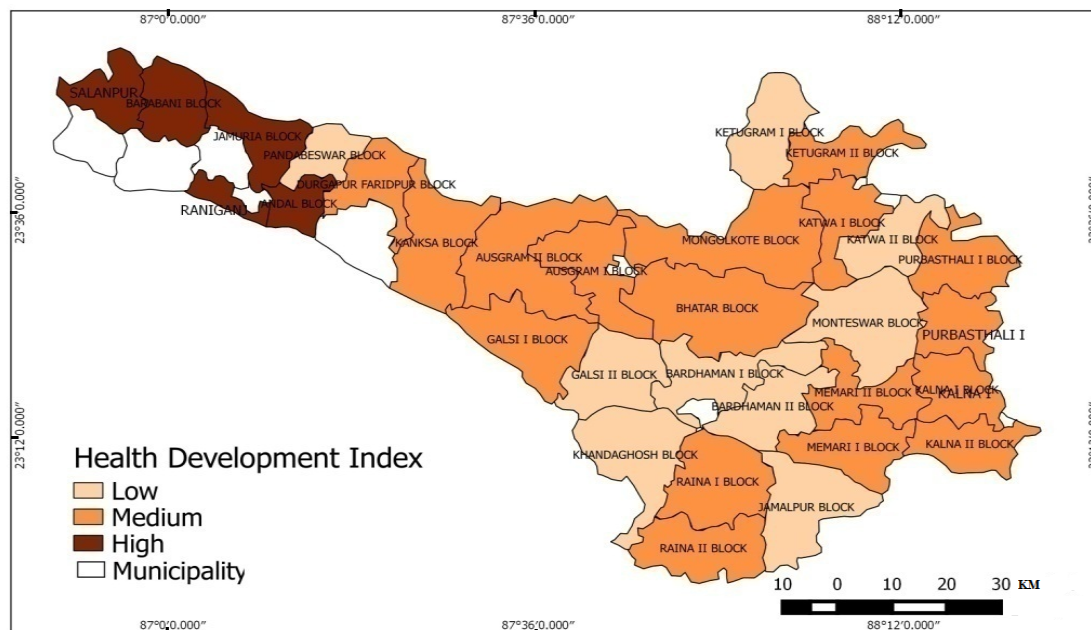 87°0 0.000″
87°36 0.000″
88°12 0.000″
SALANPUR
BARABANI BLOCK
JAMURIA BLOCK
KETUGRAM I BLOCK
PANDABESWAR BLOCK
KETUGRAM II BLOCK
DURGAPUR FARIDPUR BLOCK
23°36 0.000″
RANIGANJ
ANDAL BLOCK
KATWA I BLOCK
KANKSA BLOCK
MONGOLKOTE BLOCK
KATWA II BLOCK
AUSGRAM II BLOCK
PURBASTHALI I BLOCK
AUSGRAM I BLOCK
BHATAR BLOCK
MONTESWAR BLOCK
GALSI I BLOCK
PURBASTHALI I
GALSI II BLOCK
BARDHAMAN I BLOCK
MEMARI II BLOCK
KALNA I BLOCK
KALNA I
BARDHAMAN II BLOCK
23°12 0.000″
MEMARI I BLOCK
KALNA II BLOCK
KHANDAGHOSH BLOCK
RAINA I BLOCK
JAMALPUR BLOCK
RAINA II BLOCK
Health Development Index
Low
Medium
High
Municipality
10 0 10 20 30 KM
87°0 0.000″
87°36 0.000″
88°12 0.000″